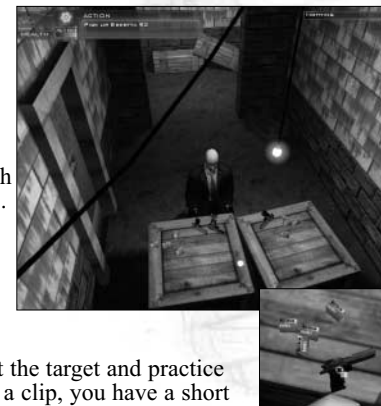 ACTION
Pick up Beretta 92
HEALTH
h
.
t the target and practice
a clip, you have a short